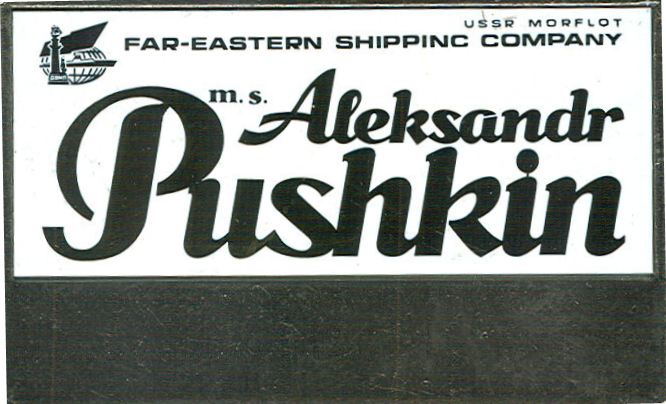 USSR MORFLOT
FAR-EASTERN SHIPPING COMPANY
m.s. Aleksandr
Pushkin